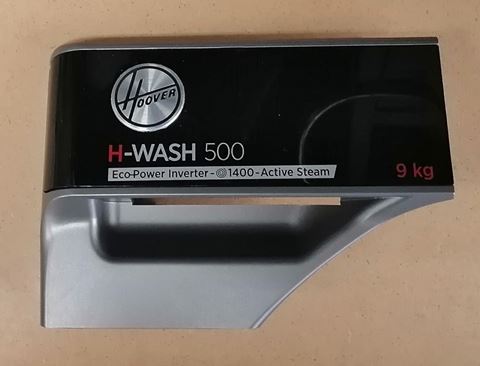 HOOVER
H-WASH 500
Eco-Power Inverter - 1400 - Active Steam
9 kg